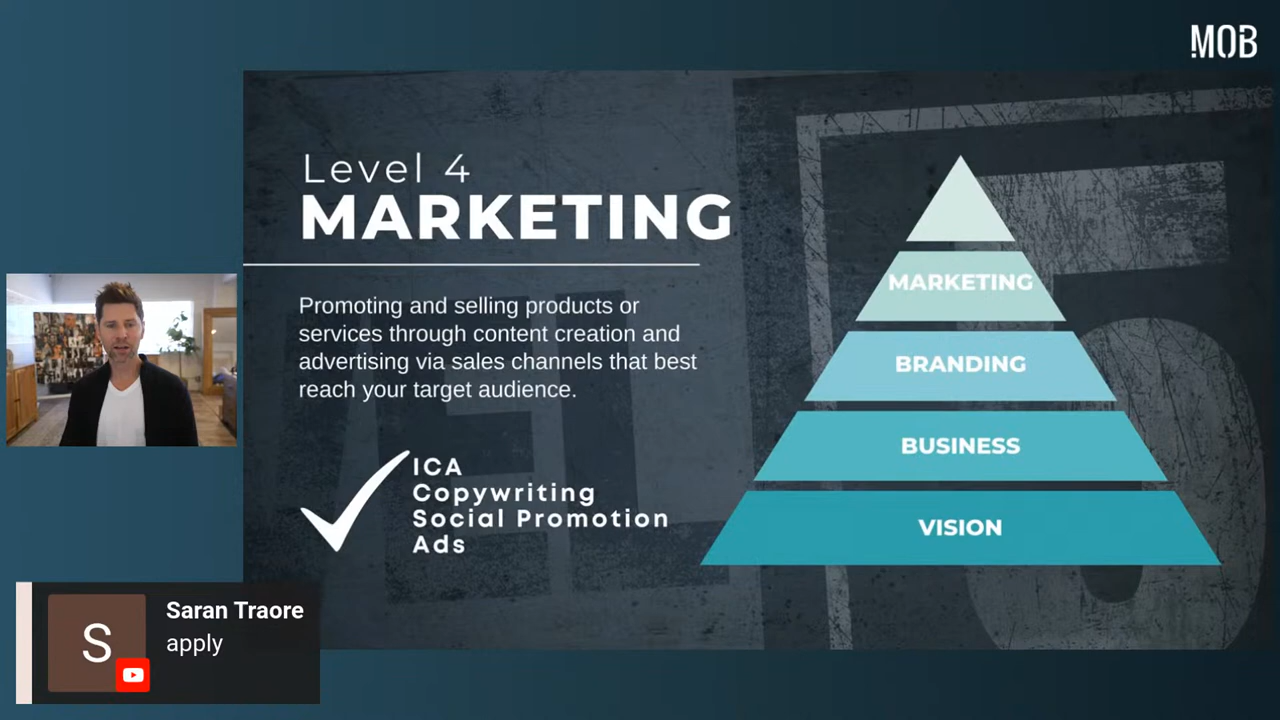 MOB
Level 4
MARKETING
Promoting and selling products or
services through content creation and
advertising via sales channels that best
reach your target audience.
ICA
Copywriting
Social Promotion
Ads
MARKETING
BRANDING
BUSINESS
VISION
S
Saran Traore
apply